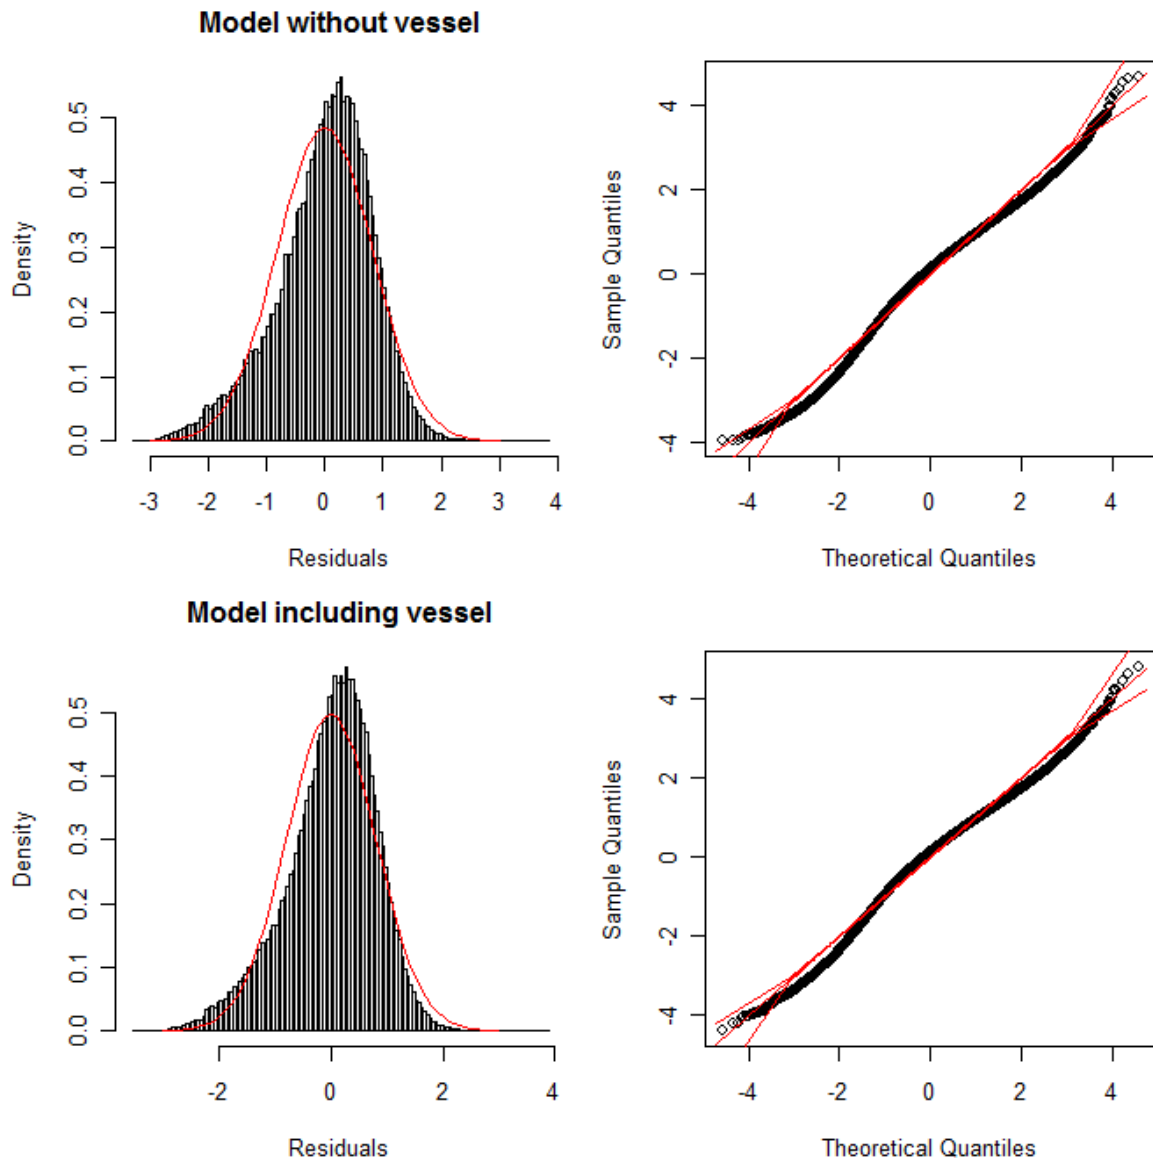 Model without vessel
Density
0.0 0.1 0.2 0.3 0.4 0.5
-3 -2 -1 0 1 2 3 4
Residuals
Sample Quantiles
-4 -2 0 2 4
-4 -2 0 2 4
Theoretical Quantiles
Model including vessel
Density
0.0 0.1 0.2 0.3 0.4 0.5
-2 0 2 4
Residuals
Sample Quantiles
-4 -2 0 2 4
-4 -2 0 2 4
Theoretical Quantiles